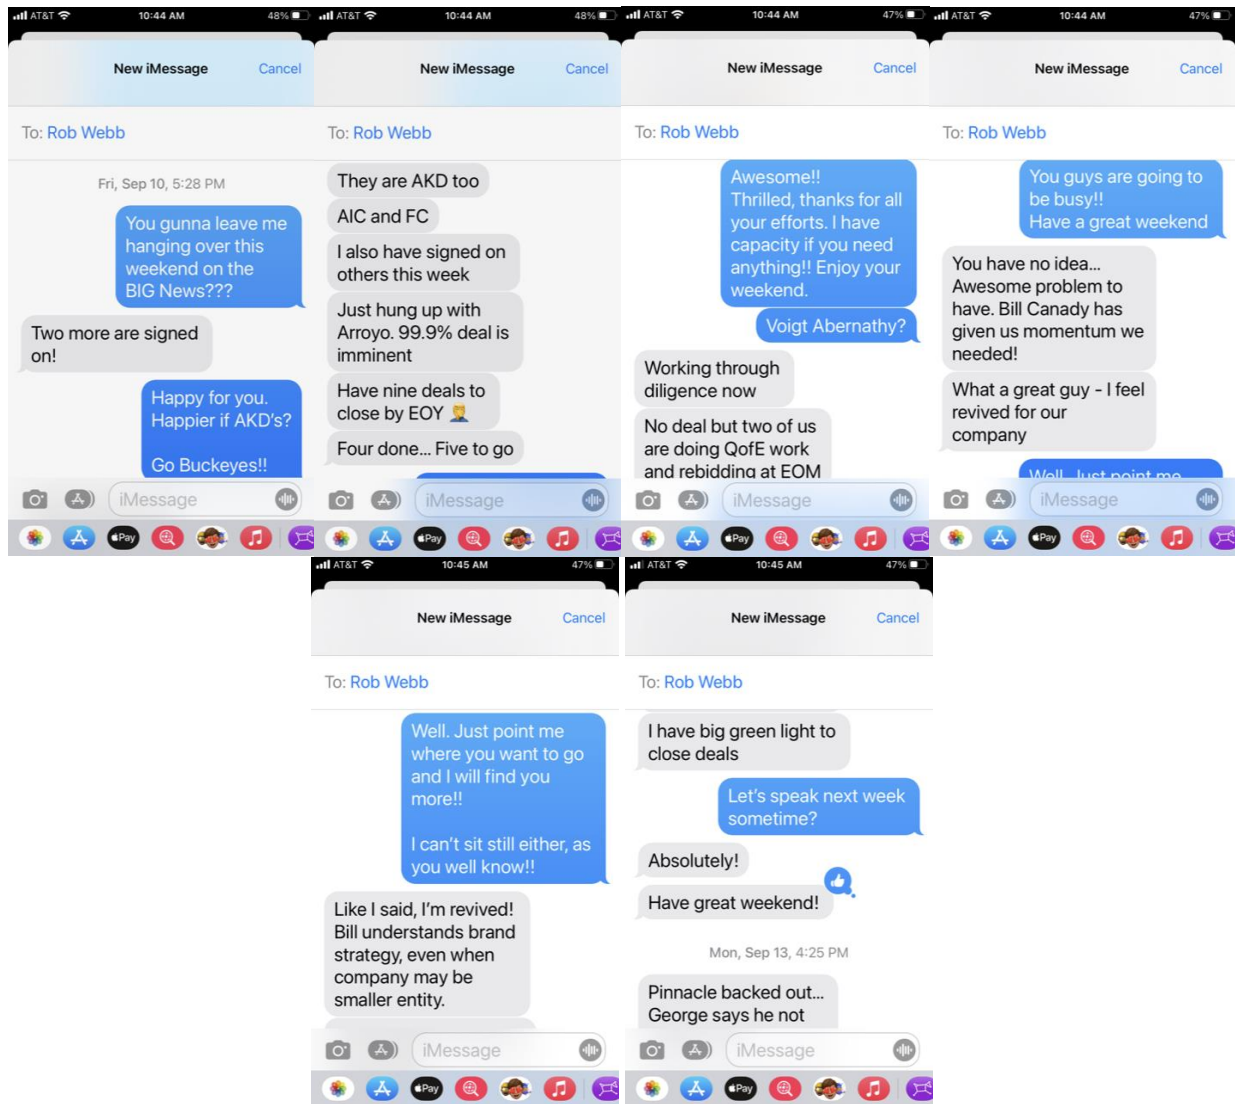 AT&T
10:44 AM
48%
New iMessage
Cancel
To: Rob Webb
Fri, Sep 10, 5:28 PM
You gunna leave me
hanging over this
weekend on the
BIG News???
Two more are signed
on!
Happy for you.
Happier if AKD's?
Go Buckeyes!!
iMessage
Pay
AT&T
10:44 AM
48%
New iMessage
Cancel
To: Rob Webb
They are AKD too
AIC and FC
I also have signed on
others this week
Just hung up with
Arroyo. 99.9% deal is
imminent
Have nine deals to
close by EOY 🤦
Four done... Five to go
iMessage
Pay
AT&T
10:44 AM
47%
New iMessage
Cancel
To: Rob Webb
Awesome!!
Thrilled, thanks for all
your efforts. I have
capacity if you need
anything!! Enjoy your
weekend.
Voigt Abernathy?
Working through
diligence now
No deal but two of us
are doing QofE work
and rebidding at EOM
iMessage
Pay
AT&T
10:44 AM
47%
New iMessage
Cancel
To: Rob Webb
You guys are going to
be busy!!
Have a great weekend
You have no idea...
Awesome problem to
have. Bill Canady has
given us momentum we
needed!
What a great guy - I feel
revived for our
company
Well. Just point me
iMessage
Pay
AT&T
10:45 AM
47%
New iMessage
Cancel
To: Rob Webb
Well. Just point me
where you want to go
and I will find you
more!!
I can't sit still either, as
you well know!!
Like I said, I'm revived!
Bill understands brand
strategy, even when
company may be
smaller entity.
iMessage
Pay
AT&T
10:45 AM
47%
New iMessage
Cancel
To: Rob Webb
I have big green light to
close deals
Let's speak next week
sometime?
Absolutely!
Have great weekend!
Mon, Sep 13, 4:25 PM
Pinnacle backed out...
George says he not
iMessage
Pay